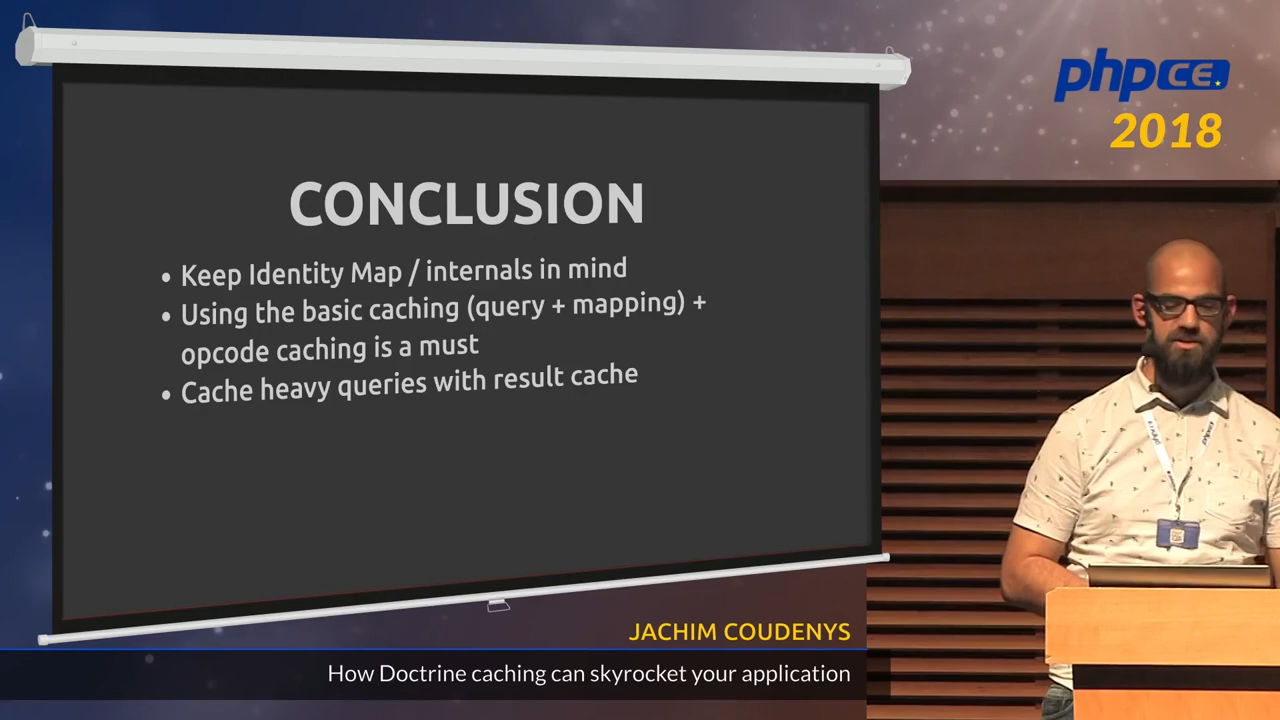 phpCE
2018
CONCLUSION
• Keep Identity Map / internals in mind
• Using the basic caching (query + mapping) +
opcode caching is a must
• Cache heavy queries with result cache
JACHIM COUDENYS
How Doctrine caching can skyrocket your application